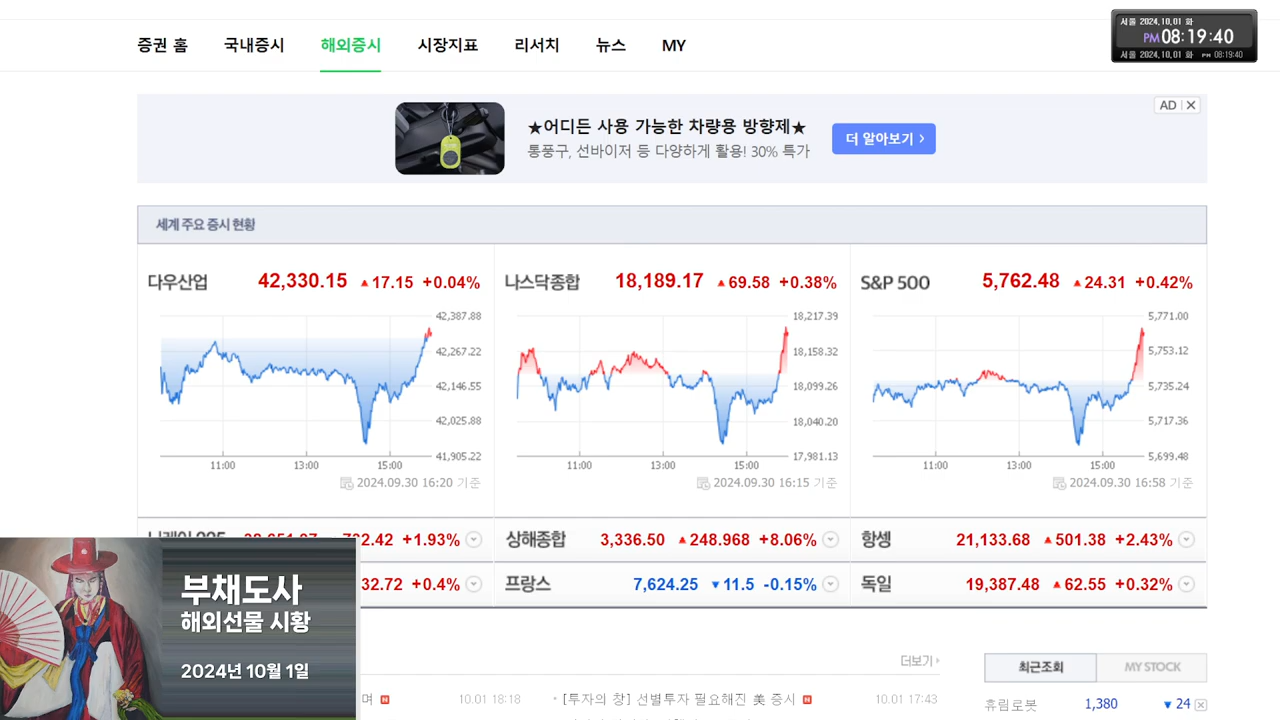 증권 홈 국내증시 해외증시 시장지표 리서치 뉴스 MY
서울 2024.10.01 화
PM 08:19:40
서울 2024.10.01 화 PM 08:19:40
AD X
★어디든 사용 가능한 차량용 방향제★
통풍구, 선바이저 등 다양하게 활용! 30% 특가
더 알아보기 ›
세계 주요 증시 현황
다우산업 42,330.15 ▲17.15 +0.04%
42,387.88
42,267.22
42,146.55
42,025.88
41,905.22
11:00 13:00 15:00
2024.09.30 16:20 기준
나스닥종합 18,189.17 ▲69.58 +0.38%
18,217.39
18,158.32
18,099.26
18,040.20
17,981.13
11:00 13:00 15:00
2024.09.30 16:15 기준
S&P 500 5,762.48 ▲24.31 +0.42%
5,771.00
5,753.12
5,735.24
5,717.36
5,699.48
11:00 13:00 15:00
2024.09.30 16:58 기준
2.42 +1.93%
상해종합 3,336.50 ▲248.968 +8.06%
항셍 21,133.68 ▲501.38 +2.43%
32.72 +0.4%
프랑스 7,624.25 ▼11.5 -0.15%
독일 19,387.48 ▲62.55 +0.32%
부채도사
해외선물 시황
2024년 10월 1일
더보기
며 N 10.01 18:18
[투자의 창] 선별투자 필요해진 美 증시 N 10.01 17:43
최근조회 MY STOCK
휴림로봇 1,380 ▼24